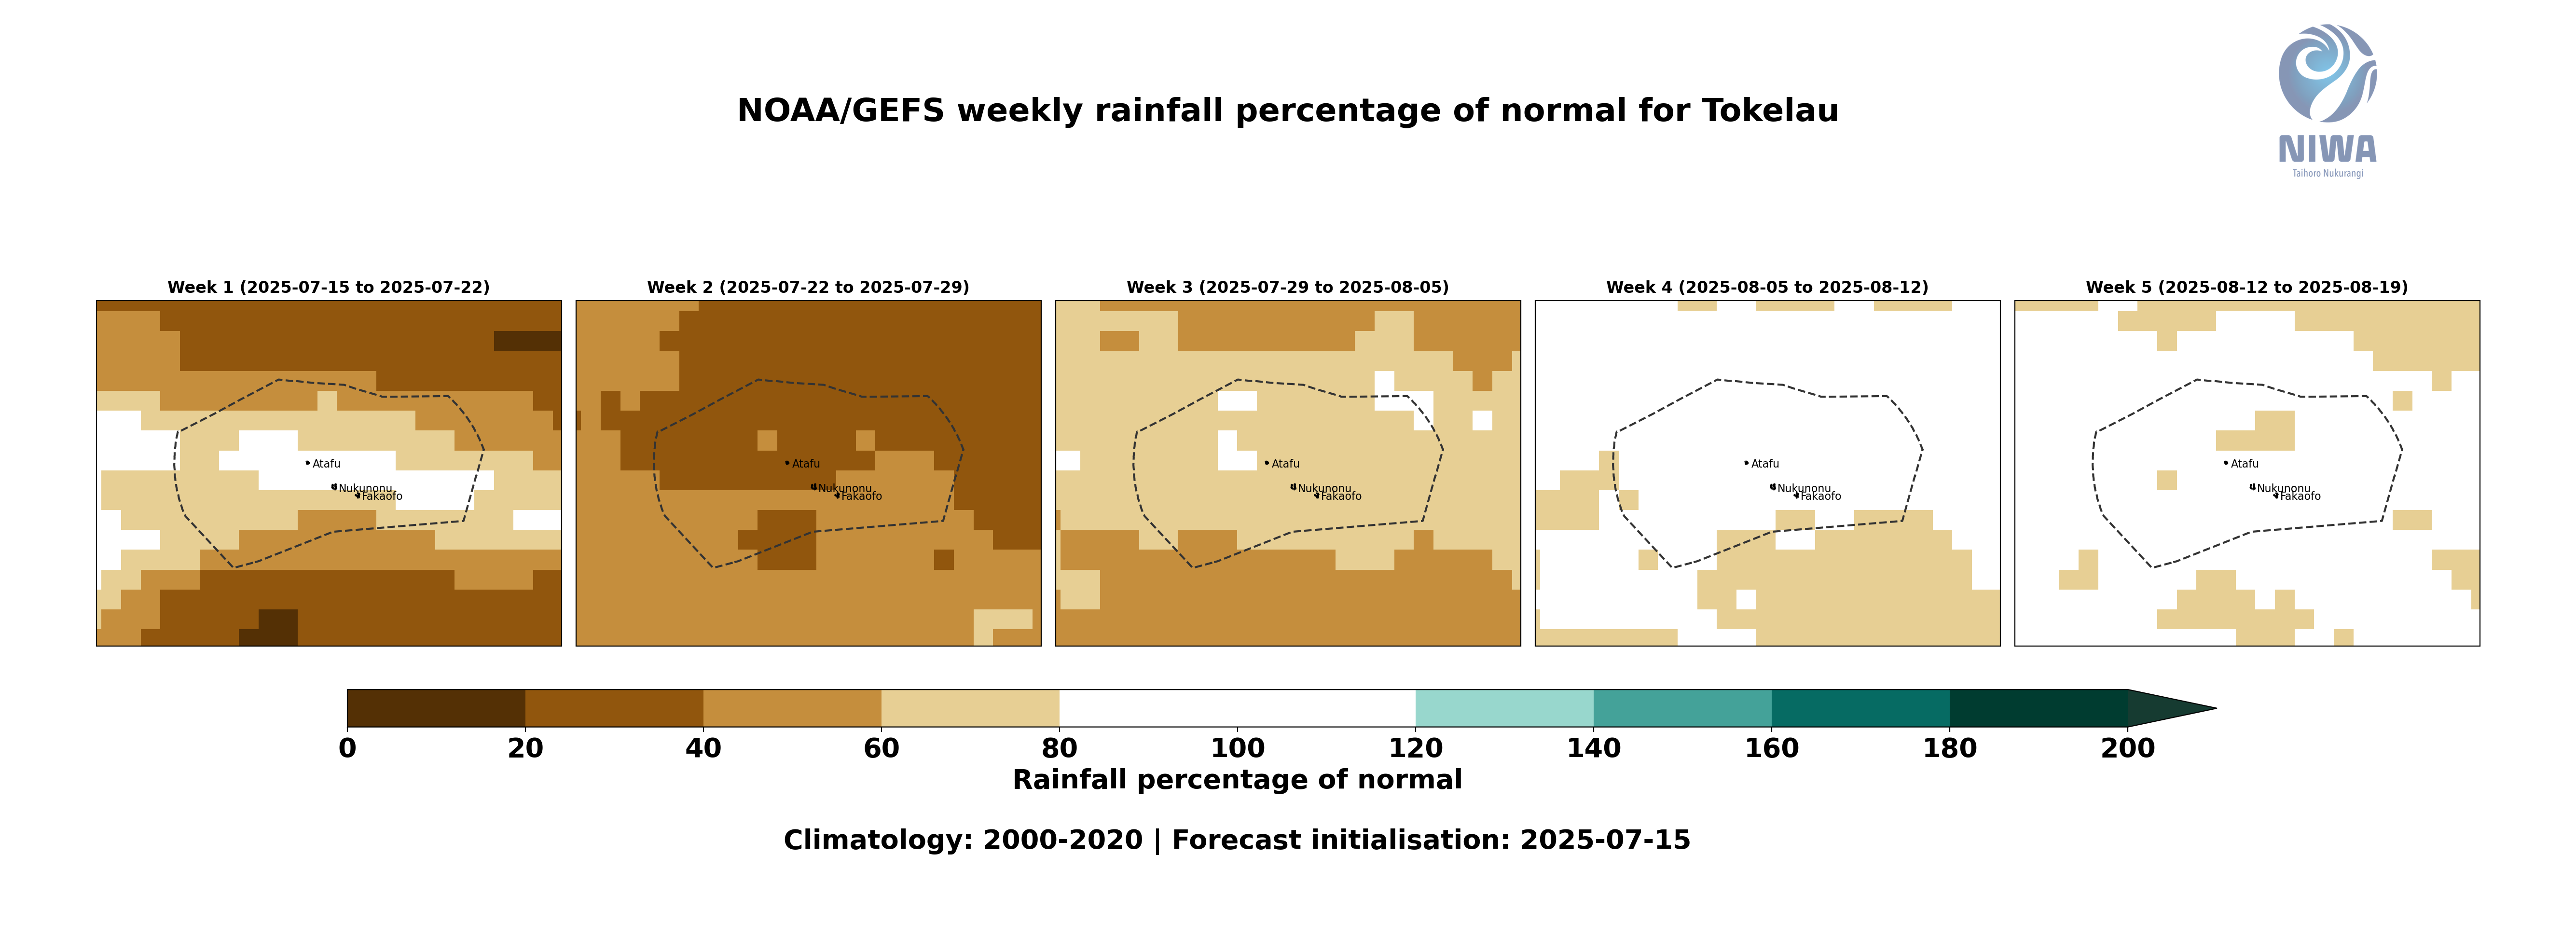 NOAA/GEFS weekly rainfall percentage of normal for Tokelau
NIWA
Taihoro Nukurangi
Week 1 (2025-07-15 to 2025-07-22)
Week 2 (2025-07-22 to 2025-07-29)
Week 3 (2025-07-29 to 2025-08-05)
Week 4 (2025-08-05 to 2025-08-12)
Week 5 (2025-08-12 to 2025-08-19)
Atafu
Nukunonu
Fakaofo
Atafu
Nukunonu
Fakaofo
Atafu
Nukunonu
Fakaofo
Atafu
Nukunonu
Fakaofo
Atafu
Nukunonu
Fakaofo
0 20 40 60 80 100 120 140 160 180 200
Rainfall percentage of normal
Climatology: 2000-2020 | Forecast initialisation: 2025-07-15